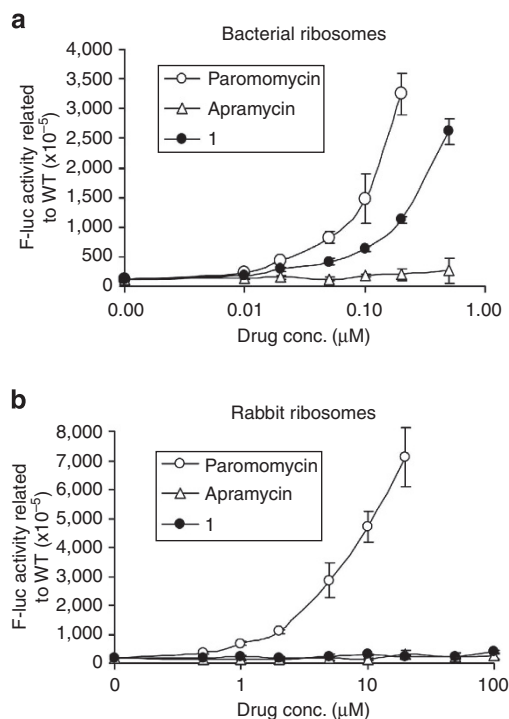 a
Bacterial ribosomes
F-luc activity related
to WT (x10⁻⁵)
4,000
3,500
3,000
2,500
2,000
1,500
1,000
500
0
Paromomycin
Apramycin
1
0.00 0.01 0.10 1.00
Drug conc. (μM)
b
Rabbit ribosomes
F-luc activity related
to WT (x10⁻⁵)
8,000
7,000
6,000
5,000
4,000
3,000
2,000
1,000
0
Paromomycin
Apramycin
1
0 1 10 100
Drug conc. (μM)